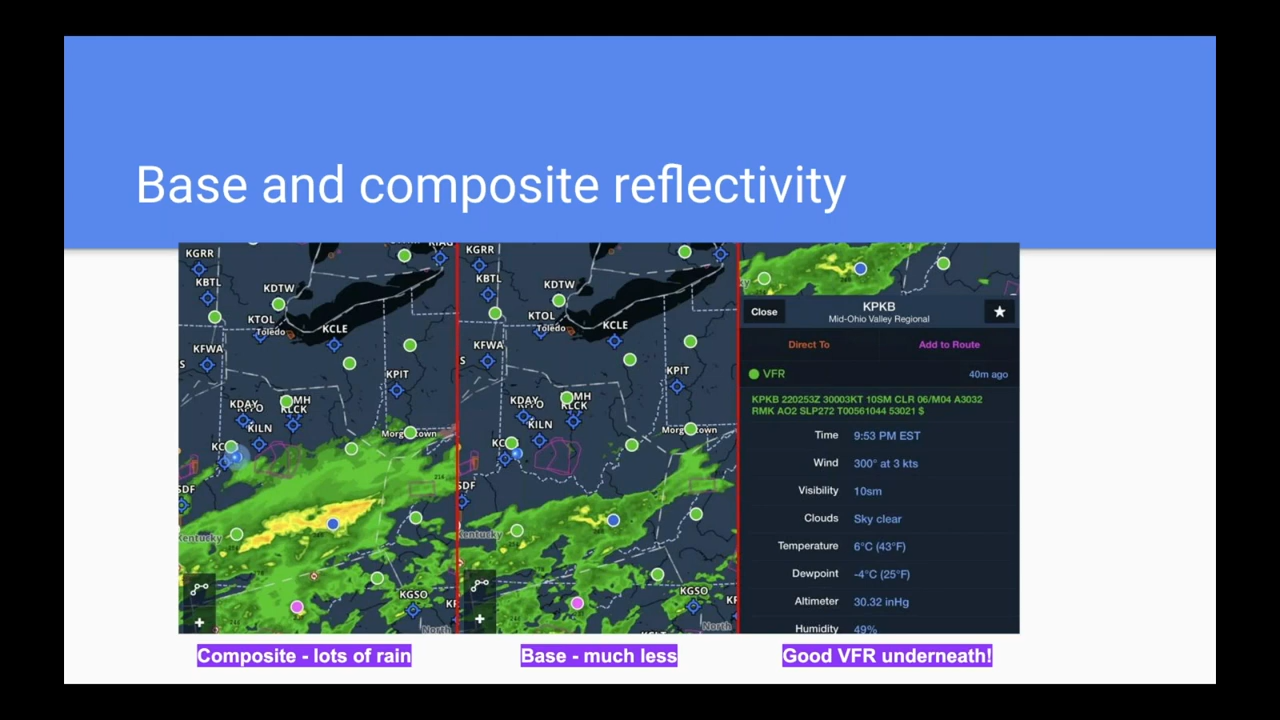 Base and composite reflectivity
KGRR
KBTL
KDTW
KTOL
Toledo
KCLE
KFWA
S
KPIT
KDAY
KLCK
KILN
Kentucky
KGSO
North
KGRR
KBTL
KDTW
KTOL
Toledo
KCLE
KFWA
S
KPIT
KDAY
KLCK
KILN
Kentucky
KGSO
North
Close
KPKB
Mid-Ohio Valley Regional
Direct To
Add to Route
VFR
40m ago
KPKB 220253Z 30003KT 10SM CLR 06/M04 A3032
RMK AO2 SLP272 T00561044 53021 $
Time 9:53 PM EST
Wind 300° at 3 kts
Visibility 10sm
Clouds Sky clear
Temperature 6°C (43°F)
Dewpoint -4°C (25°F)
Altimeter 30.32 inHg
Humidity 49%
Composite - lots of rain
Base - much less
Good VFR underneath!